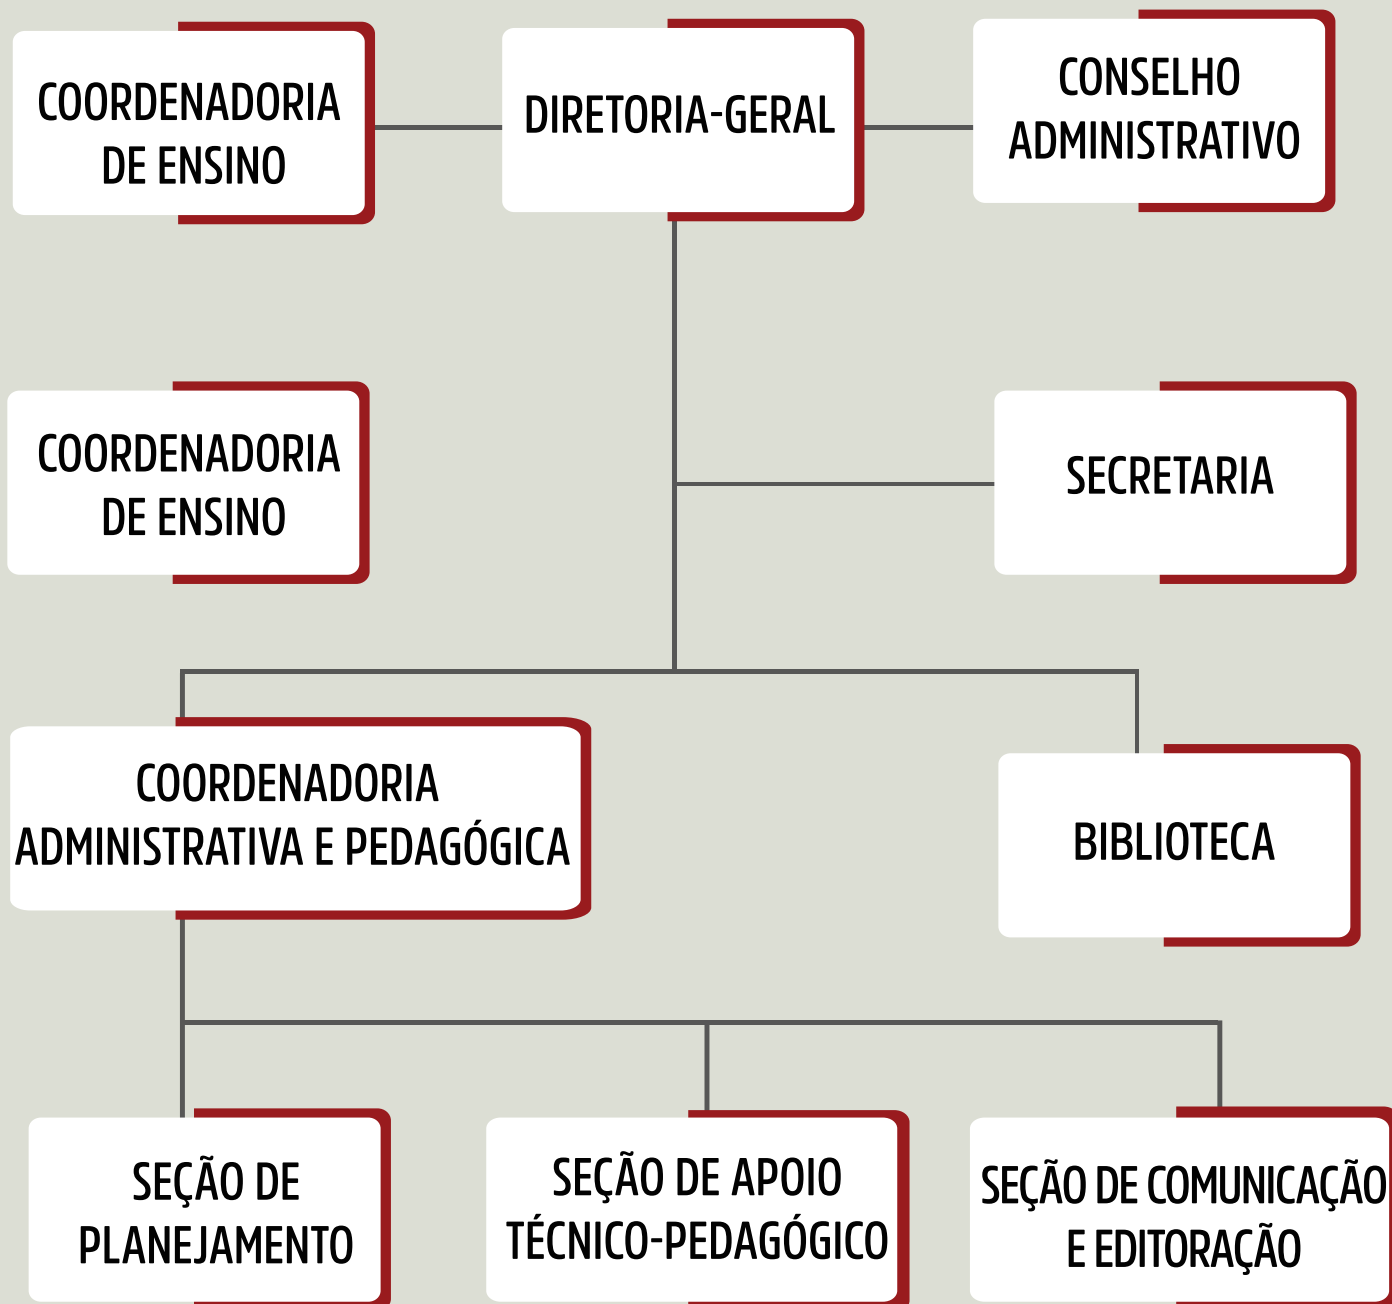 COORDENADORIA
DE ENSINO
DIRETORIA-GERAL
CONSELHO
ADMINISTRATIVO
COORDENADORIA
DE ENSINO
SECRETARIA
COORDENADORIA
ADMINISTRATIVA E PEDAGÓGICA
BIBLIOTECA
SEÇÃO DE
PLANEJAMENTO
SEÇÃO DE APOIO
TÉCNICO-PEDAGÓGICO
SEÇÃO DE COMUNICAÇÃO
E EDITORAÇÃO